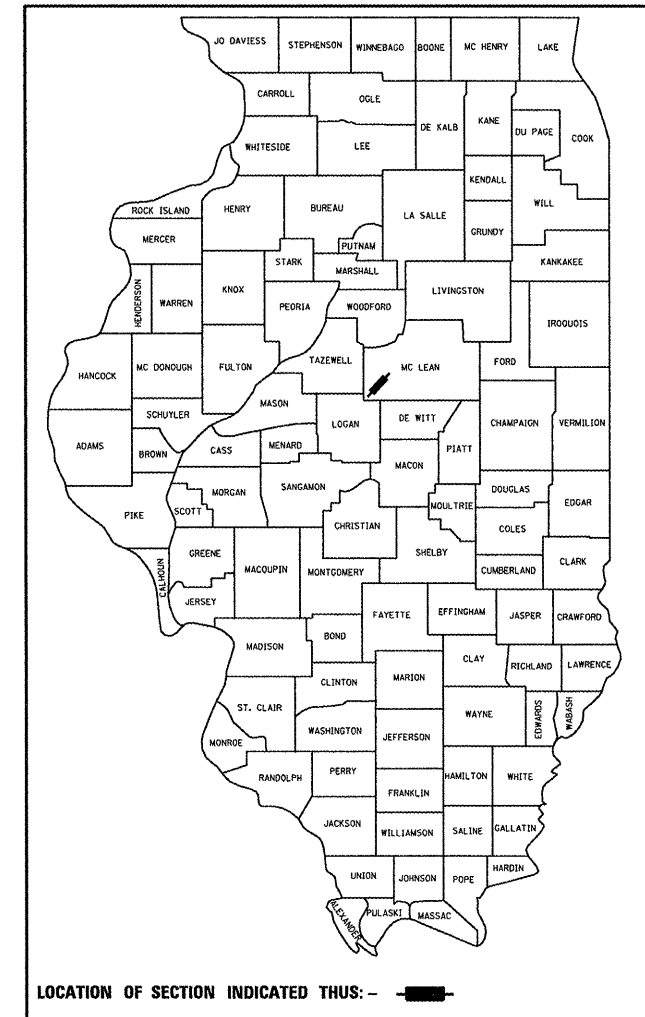 JO DAVIESS
STEPHENSON
WINNEBAGO
BOONE
MC HENRY
LAKE
CARROLL
OGLE
DE KALB
KANE
DU PAGE
COOK
WHITESIDE
LEE
KENDALL
WILL
ROCK ISLAND
HENRY
BUREAU
LA SALLE
GRUNDY
MERCER
PUTNAM
STARK
MARSHALL
KANKAKEE
HENDERSON
WARREN
KNOX
PEORIA
WOODFORD
LIVINGSTON
IROQUOIS
HANCOCK
MC DONOUGH
FULTON
TAZEWELL
MC LEAN
FORD
SCHUYLER
MASON
LOGAN
DE WITT
CHAMPAIGN
VERMILION
ADAMS
BROWN
CASS
MENARD
PIATT
MACON
PIKE
SCOTT
MORGAN
SANGAMON
CHRISTIAN
MOULTRIE
DOUGLAS
EDGAR
COLES
CALHOUN
GREENE
MACOUPIN
MONTGOMERY
SHELBY
CUMBERLAND
CLARK
JERSEY
FAYETTE
EFFINGHAM
JASPER
CRAWFORD
MADISON
BOND
CLAY
RICHLAND
LAWRENCE
CLINTON
MARION
ST. CLAIR
WAYNE
EDWARDS
WABASH
WASHINGTON
JEFFERSON
MONROE
RANDOLPH
PERRY
HAMILTON
WHITE
FRANKLIN
JACKSON
WILLIAMSON
SALINE
GALLATIN
UNION
JOHNSON
POPE
HARDIN
ALEXANDER
PULASKI
MASSAC
LOCATION OF SECTION INDICATED THUS: –